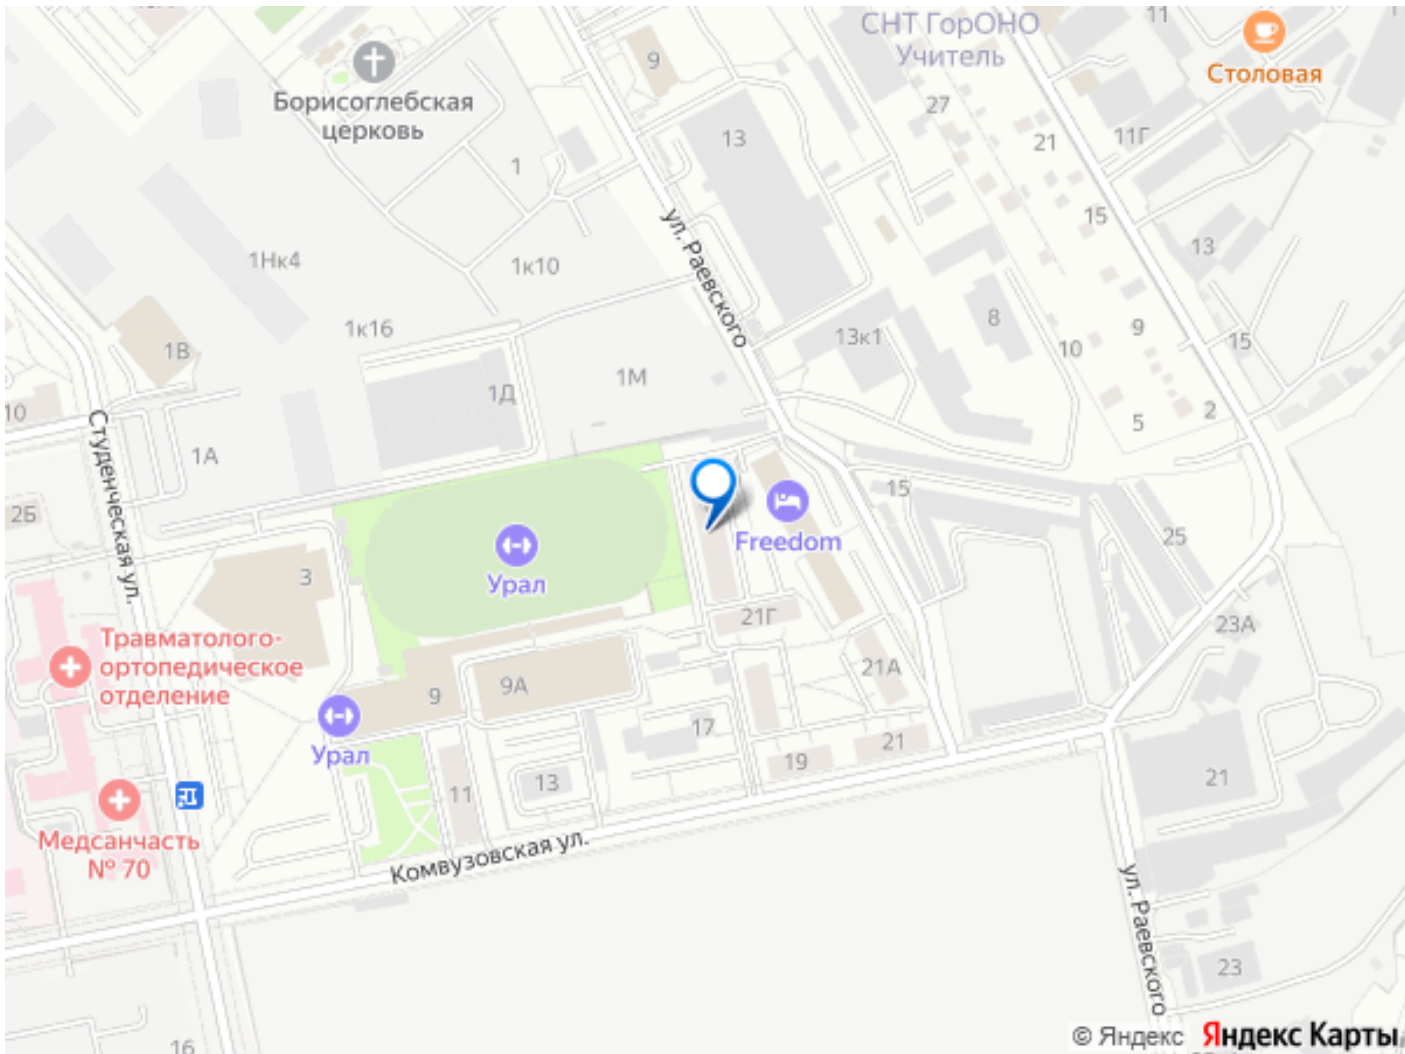 СНТ ГорОНО
Учитель
11
Столовая
9
Борисоглебская
церковь
27
13
21
11Г
1
15
ул. Раевского
13
1Нк4
1к10
8
9
1к16
13к1
10
15
1В
1М
1Д
10
2
5
Студенческая ул.
1А
15
2Б
Freedom
25
Урал
3
21Г
23А
Травматолого-
ортопедическое
отделение
21А
9А
9
17
Урал
21
19
21
13
11
Медсанчасть
№ 70
Комвузовская ул.
ул. Раевского
23
16
© Яндекс Яндекс Карты